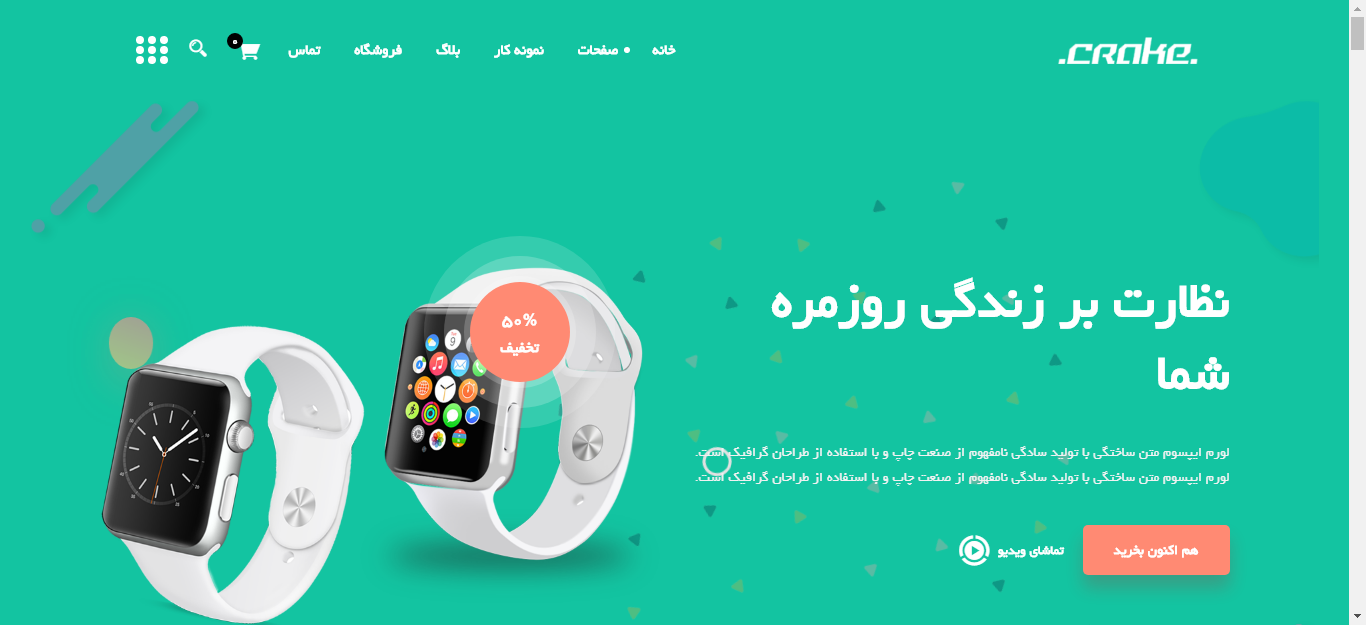 .crake.
خانه
صفحات
نمونه کار
بلاگ
فروشگاه
تماس
۰
۵۰%
تخفیف
نظارت بر زندگی روزمره
شما
لورم ایپسوم متن ساختگی با تولید سادگی نامفهوم از صنعت چاپ و با استفاده از طراحان گرافیک است.
لورم ایپسوم متن ساختگی با تولید سادگی نامفهوم از صنعت چاپ و با استفاده از طراحان گرافیک است.
هم اکنون بخرید
تماشای ویدیو